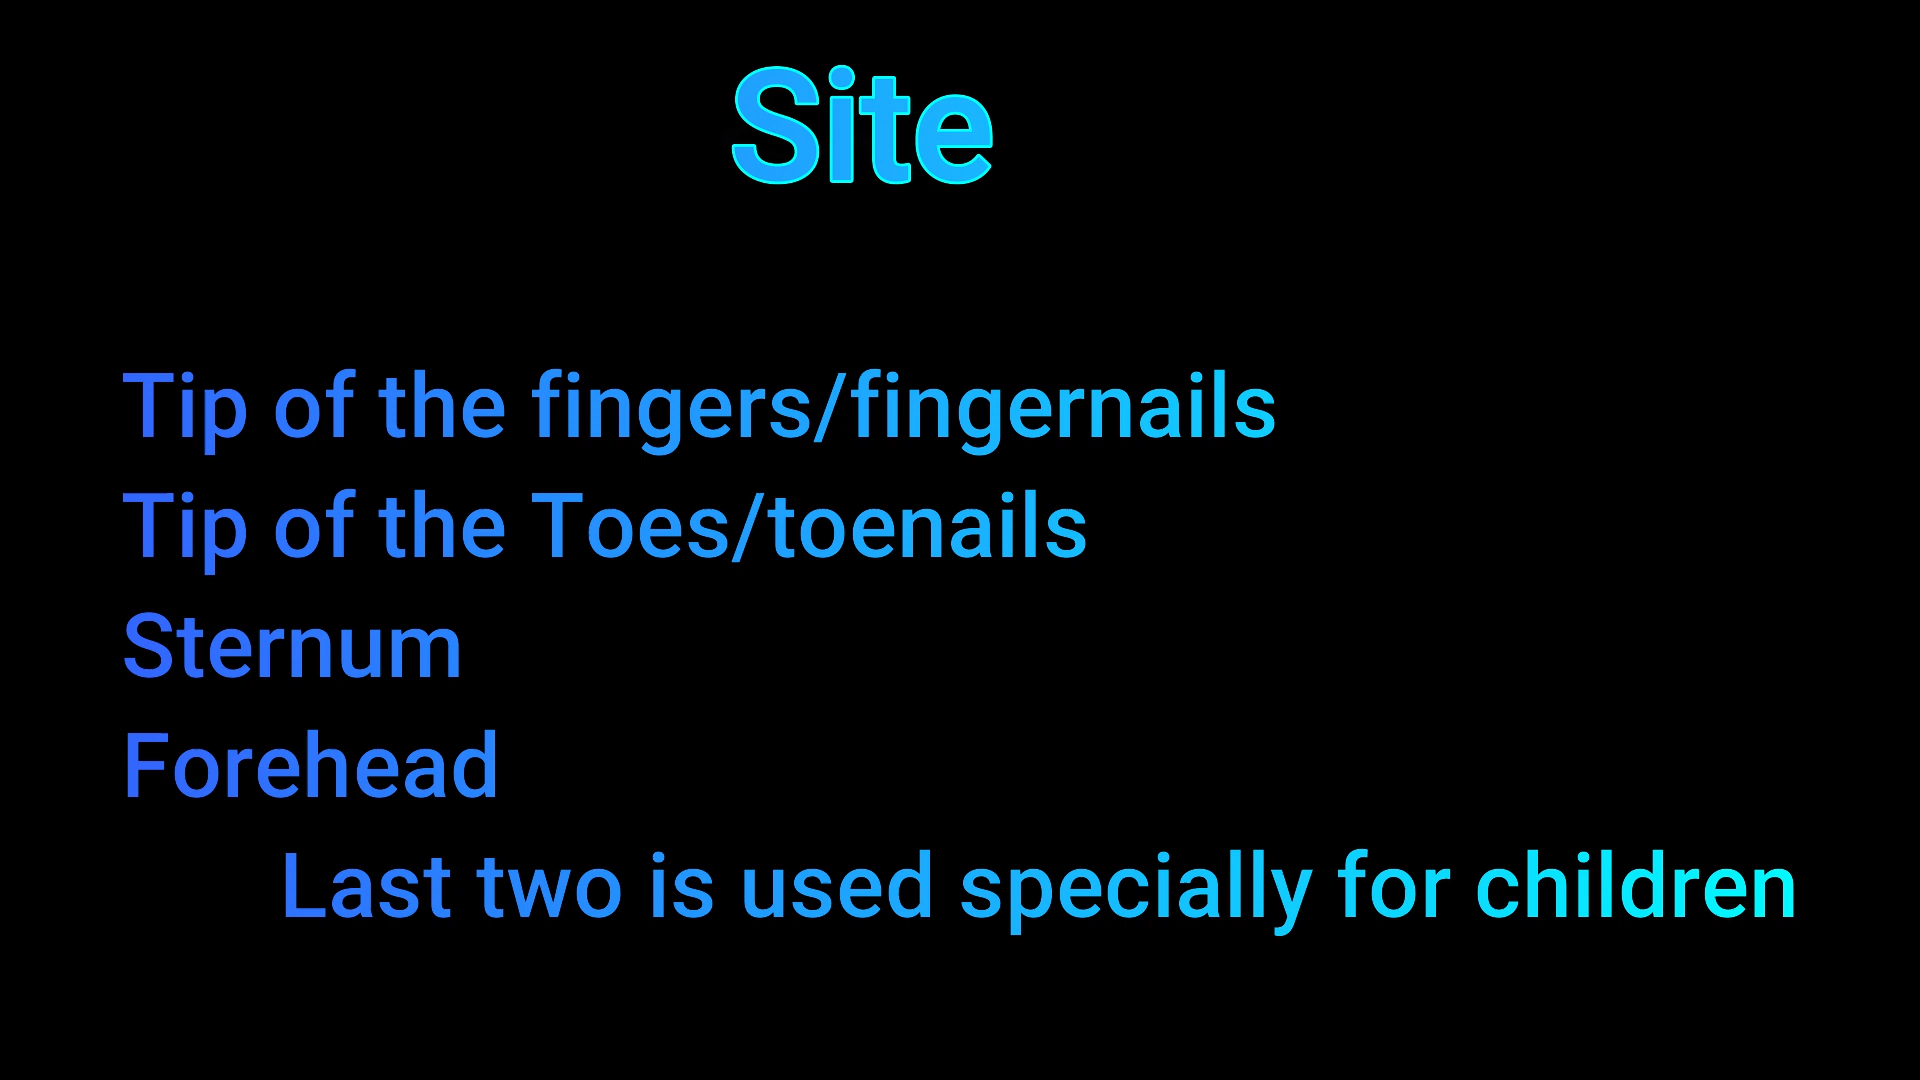 Site
Tip of the fingers/fingernails
Tip of the Toes/toenails
Sternum
Forehead
Last two is used specially for children